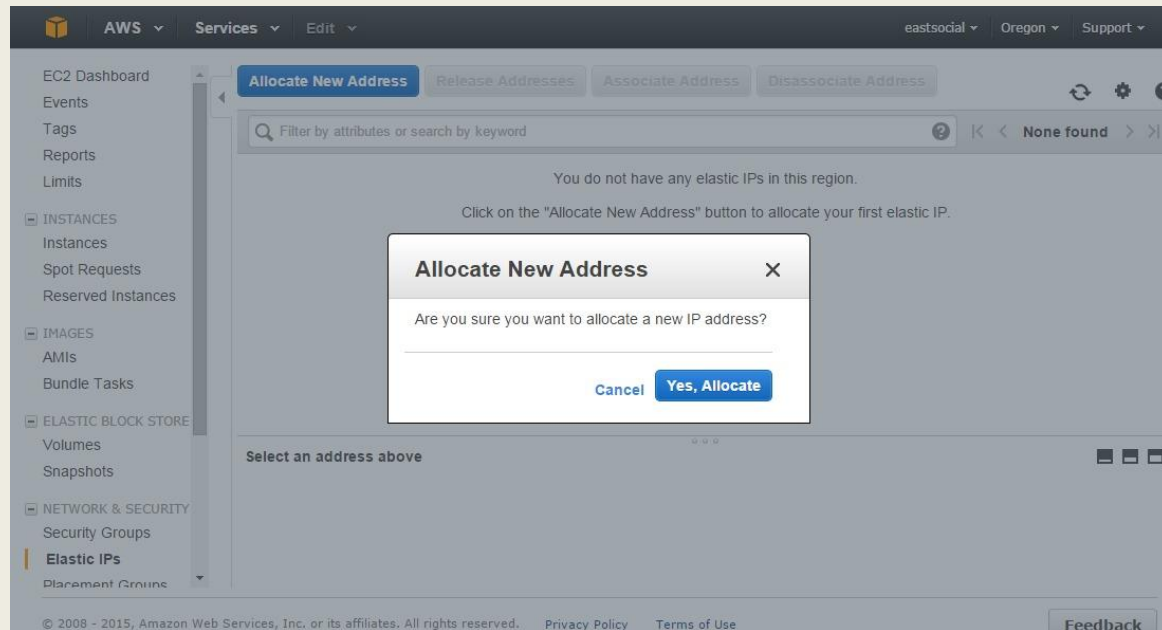 AWS Services Edit eastsocial Oregon Support
EC2 Dashboard
Events
Tags
Reports
Limits
INSTANCES
Instances
Spot Requests
Reserved Instances
IMAGES
AMIs
Bundle Tasks
ELASTIC BLOCK STORE
Volumes
Snapshots
NETWORK & SECURITY
Security Groups
Elastic IPs
Placement Groups
Allocate New Address Release Addresses Associate Address Disassociate Address
Filter by attributes or search by keyword None found
You do not have any elastic IPs in this region.
Click on the "Allocate New Address" button to allocate your first elastic IP.
Allocate New Address
Are you sure you want to allocate a new IP address?
Cancel Yes, Allocate
Select an address above
© 2008 - 2015, Amazon Web Services, Inc. or its affiliates. All rights reserved. Privacy Policy Terms of Use Feedback